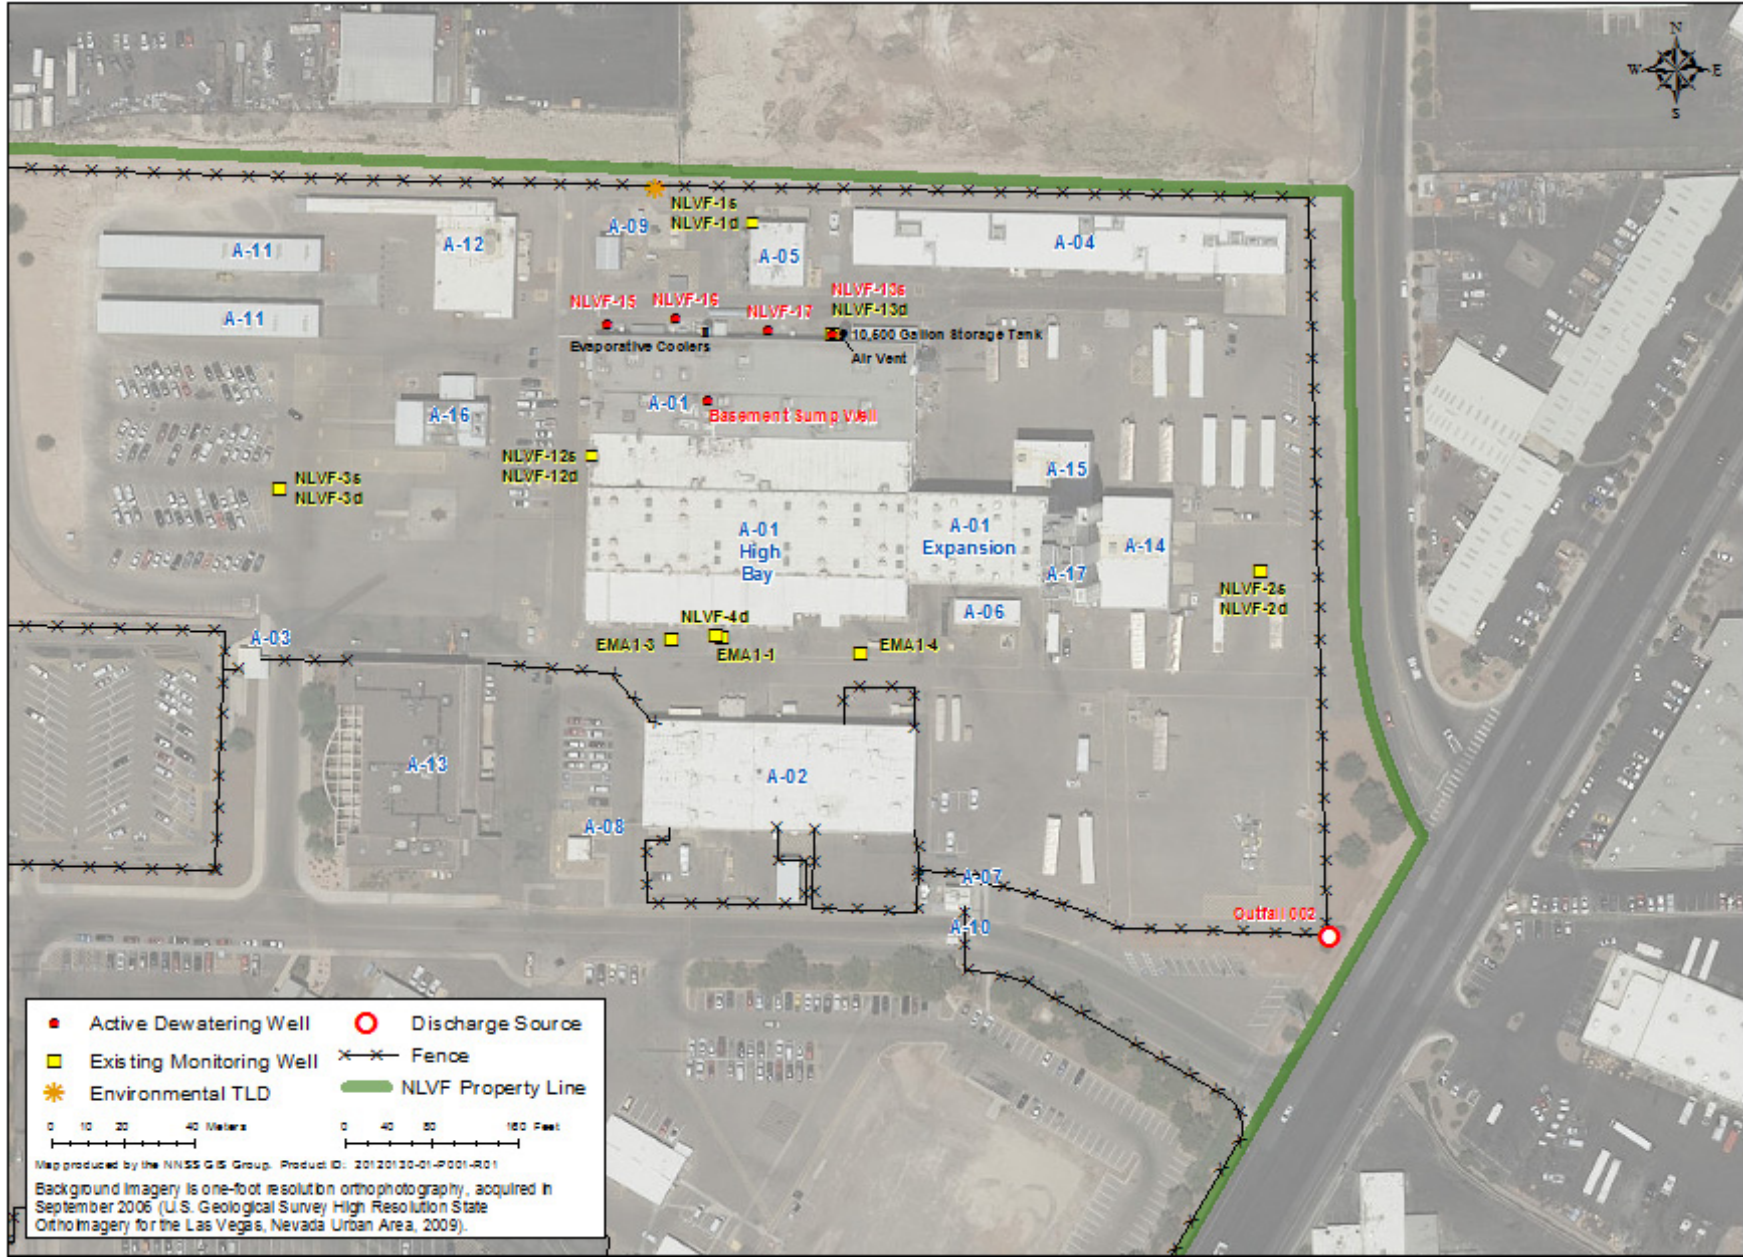 N
W E
S
NLVF-1s
NLVF-1d
A-09
A-12
A-11
A-05
A-04
NLVF-13s
NLVF-15
NLVF-16
NLVF-17
NLVF-13d
A-11
10,500 Gallon Storage Tank
Evaporative Coolers
Air Vent
A-01
A-16
Basement Sump Well
NLVF-12s
NLVF-12d
A-15
NLVF-3s
NLVF-3d
A-01
High
Bay
A-01
Expansion
A-14
A-17
NLVF-2s
NLVF-2d
A-06
NLVF-4d
A-03
EMA1-3
EMA1-1
EMA1-4
A-13
A-02
A-08
A-07
Outfall 002
A-10
Active Dewatering Well
Discharge Source
Existing Monitoring Well
Fence
Environmental TLD
NLVF Property Line
0 10 20 40 Meters
0 40 80 160 Feet
Map produced by the NNSS GIS Group. Product ID: 20120130-01-P001-R01
Background imagery is one-foot resolution orthophotography, acquired in
September 2006 (U.S. Geological Survey High Resolution State
Orthoimagery for the Las Vegas, Nevada Urban Area, 2009).